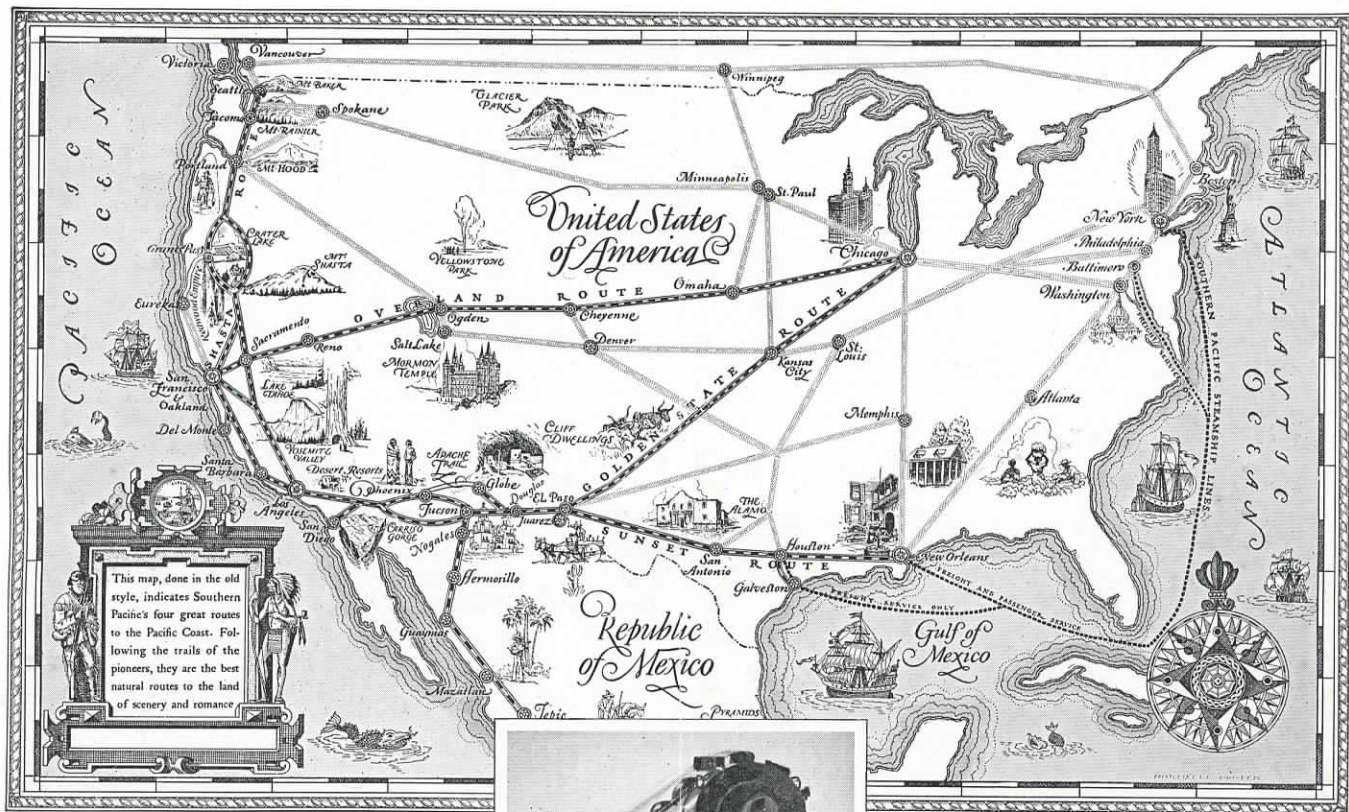 PACIFIC
OCEAN
Vancouver
Victoria
Seattle
Mt. BAKER
Tacoma
Mt. RAINIER
Spokane
Portland
Mt. HOOD
GLACIER
PARK
Winnipeg
Minneapolis
St. Paul
United States
of America
YELLOWSTONE
PARK
Grants Pass
CRATER
LAKE
MT.
SHASTA
Eureka
SHASTA
ROUTE
Sacramento
Reno
OVERLAND ROUTE
Ogden
Cheyenne
Omaha
Chicago
Salt Lake
MORMON
TEMPLE
Denver
Kansas
City
St.
Louis
San
Francisco
&
Oakland
LAKE
TAHOE
Del Monte
YOSEMITE
VALLEY
Santa
Barbara
Los
Angeles
San
Diego
Desert Resorts
CARRISO
GORGE
Phoenix
APACHE
TRAIL
CLIFF
DWELLINGS
Globe
Tucson
Nogales
Douglas
EL Paso
Juarez
GOLDEN STATE ROUTE
Memphis
Atlanta
THE
ALAMO
SUNSET ROUTE
San
Antonio
Houston
Galveston
New Orleans
Hermosillo
Guaymas
Mazatlan
Tepic
Republic
of Mexico
PYRAMIDS
Gulf of
Mexico
FREIGHT SERVICE ONLY
FREIGHT AND PASSENGER SERVICE
SOUTHERN PACIFIC STEAMSHIP LINES
Boston
New York
Philadelphia
Baltimore
Washington
ATLANTIC
OCEAN
This map, done in the old
style, indicates Southern
Pacific's four great routes
to the Pacific Coast. Fol-
lowing the trails of the
pioneers, they are the best
natural routes to the land
of scenery and romance